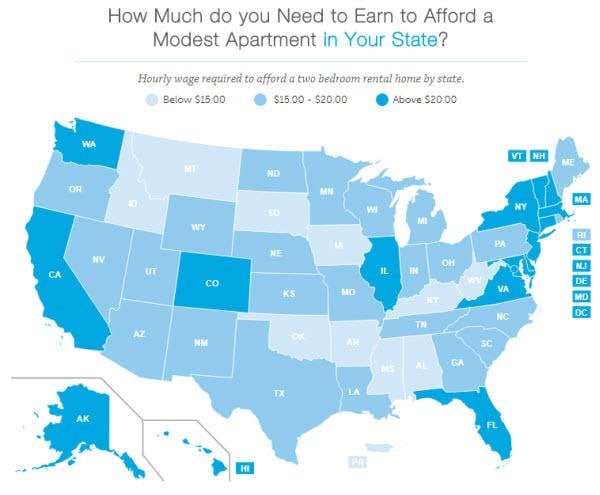 How Much do you Need to Earn to Afford a
Modest Apartment in Your State?
Hourly wage required to afford a two bedroom rental home by state.
Below $15.00
$15.00 - $20.00
Above $20.00
WA
MT
ND
MN
VT
NH
ME
OR
ID
SD
WI
MI
NY
MA
WY
RI
NV
NE
IA
PA
CT
CA
UT
CO
IL
IN
OH
NJ
KS
MO
WV
VA
DE
KY
MD
AZ
NM
OK
AR
TN
NC
DC
SC
MS
AL
GA
TX
LA
AK
FL
HI
PR